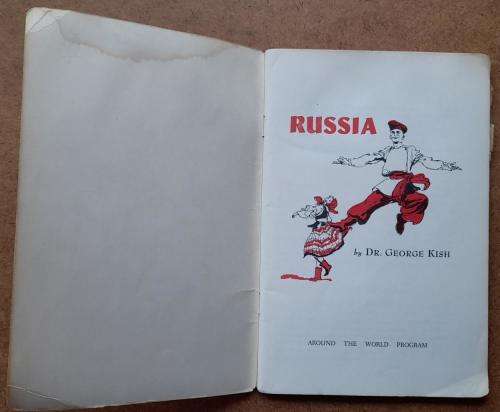 RUSSIA
by DR. GEORGE KISH
AROUND THE WORLD PROGRAM